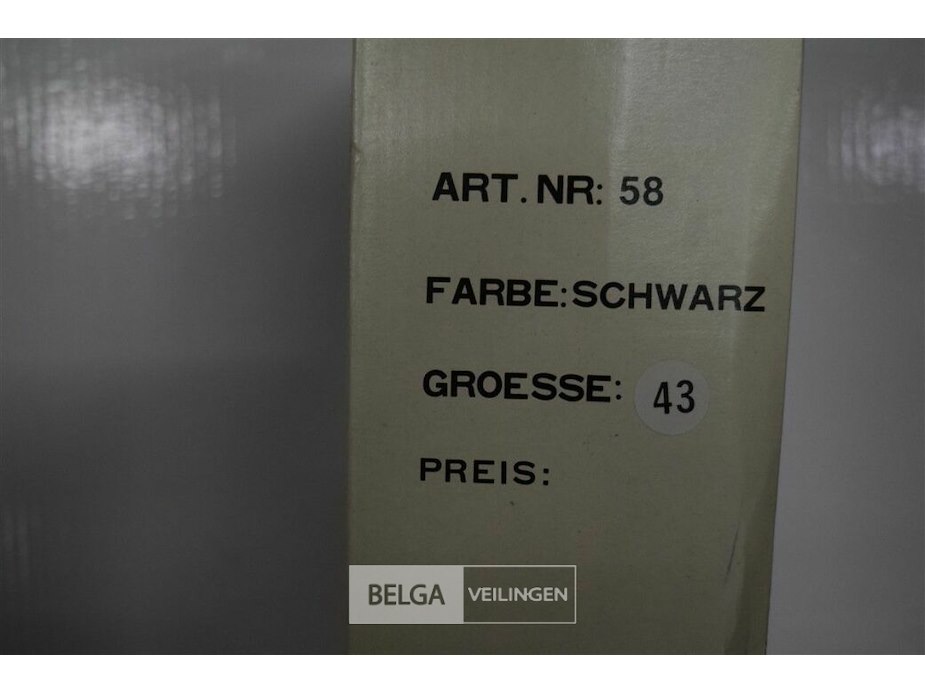 ART.NR: 58
FARBE:SCHWARZ
GROESSE: 43
PREIS:
BELGA VEILINGEN